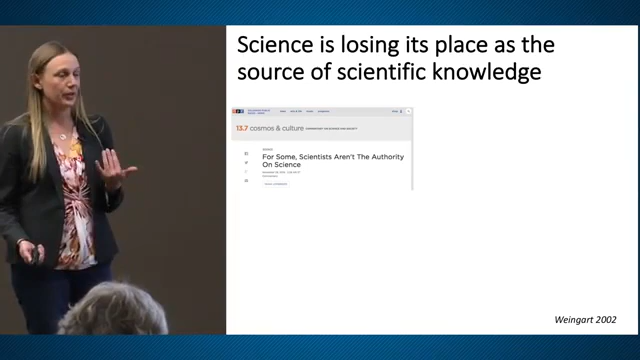 Science is losing its place as the
source of scientific knowledge
13.7 cosmos & culture
For Some, Scientists Aren't The Authority
On Science
Weingart 2002